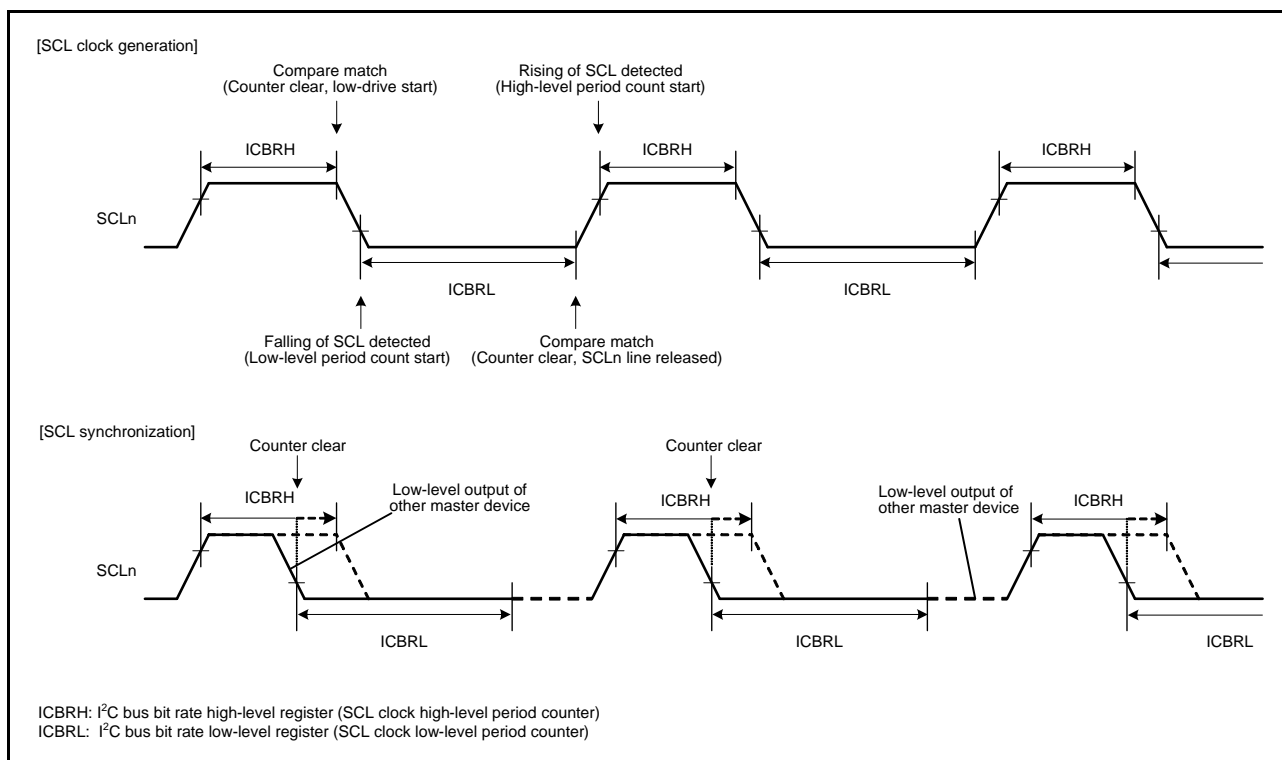 [SCL clock generation]
Compare match
(Counter clear, low-drive start)
Rising of SCL detected
(High-level period count start)
ICBRH
ICBRH
ICBRH
SCLn
ICBRL
ICBRL
Falling of SCL detected
(Low-level period count start)
Compare match
(Counter clear, SCLn line released)
[SCL synchronization]
Counter clear
Counter clear
ICBRH
Low-level output of
other master device
ICBRH
Low-level output of
other master device
ICBRH
SCLn
ICBRL
ICBRL
ICBRL
ICBRH: I²C bus bit rate high-level register (SCL clock high-level period counter)
ICBRL: I²C bus bit rate low-level register (SCL clock low-level period counter)